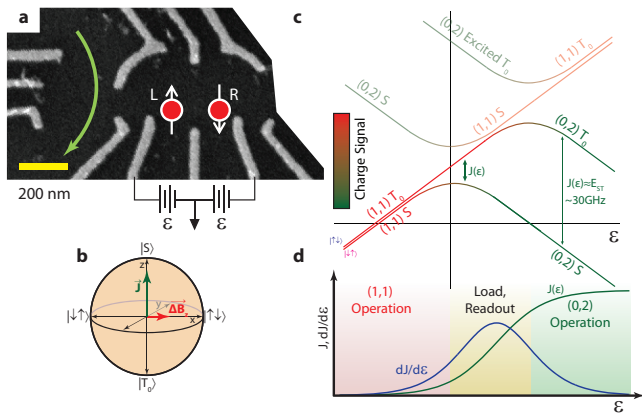 a
L
R
200 nm
ε
ε
b
|S⟩
z
J
y
ΔB
x
|↓↑⟩
|↑↓⟩
|T₀⟩
c
(0,2) Excited T₀
(1,1) T₀
(0,2) S
(1,1) S
(0,2) T₀
Charge Signal
J(ε)
J(ε)≈E_ST
~30GHz
(1,1) T₀
(1,1) S
ε
|↑↓⟩
|↓↑⟩
(0,2) S
d
J, dJ/dε
(1,1)
Operation
Load,
Readout
J(ε)
(0,2)
Operation
dJ/dε
ε